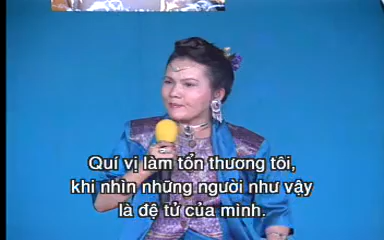 Quí vị làm tổn thương tôi,
khi nhìn những người như vậy
là đệ tử của mình.